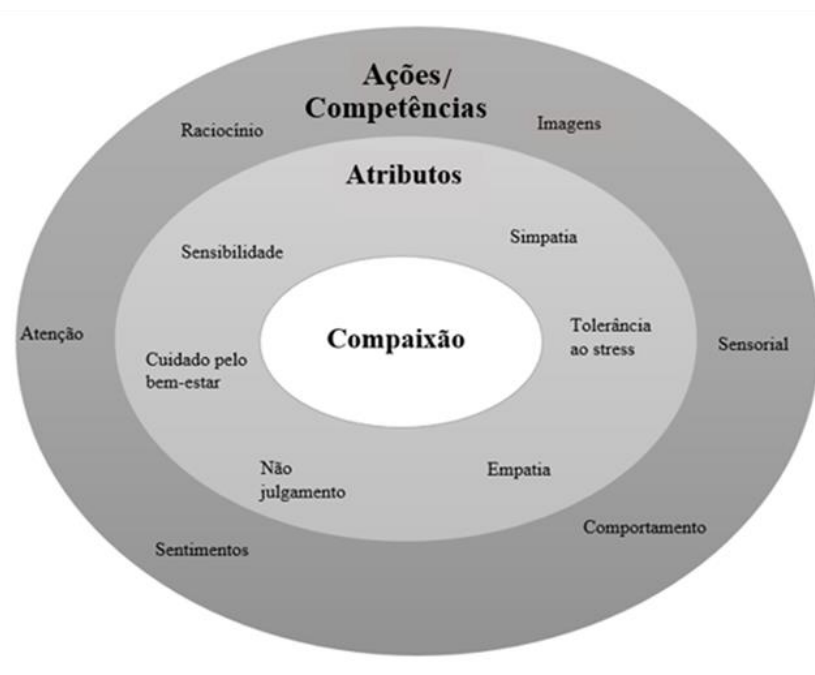 Ações/
Competências
Raciocínio
Imagens
Atributos
Sensibilidade
Simpatia
Atenção
Compaixão
Tolerância
ao stress
Sensorial
Cuidado pelo
bem-estar
Não
julgamento
Empatia
Comportamento
Sentimentos